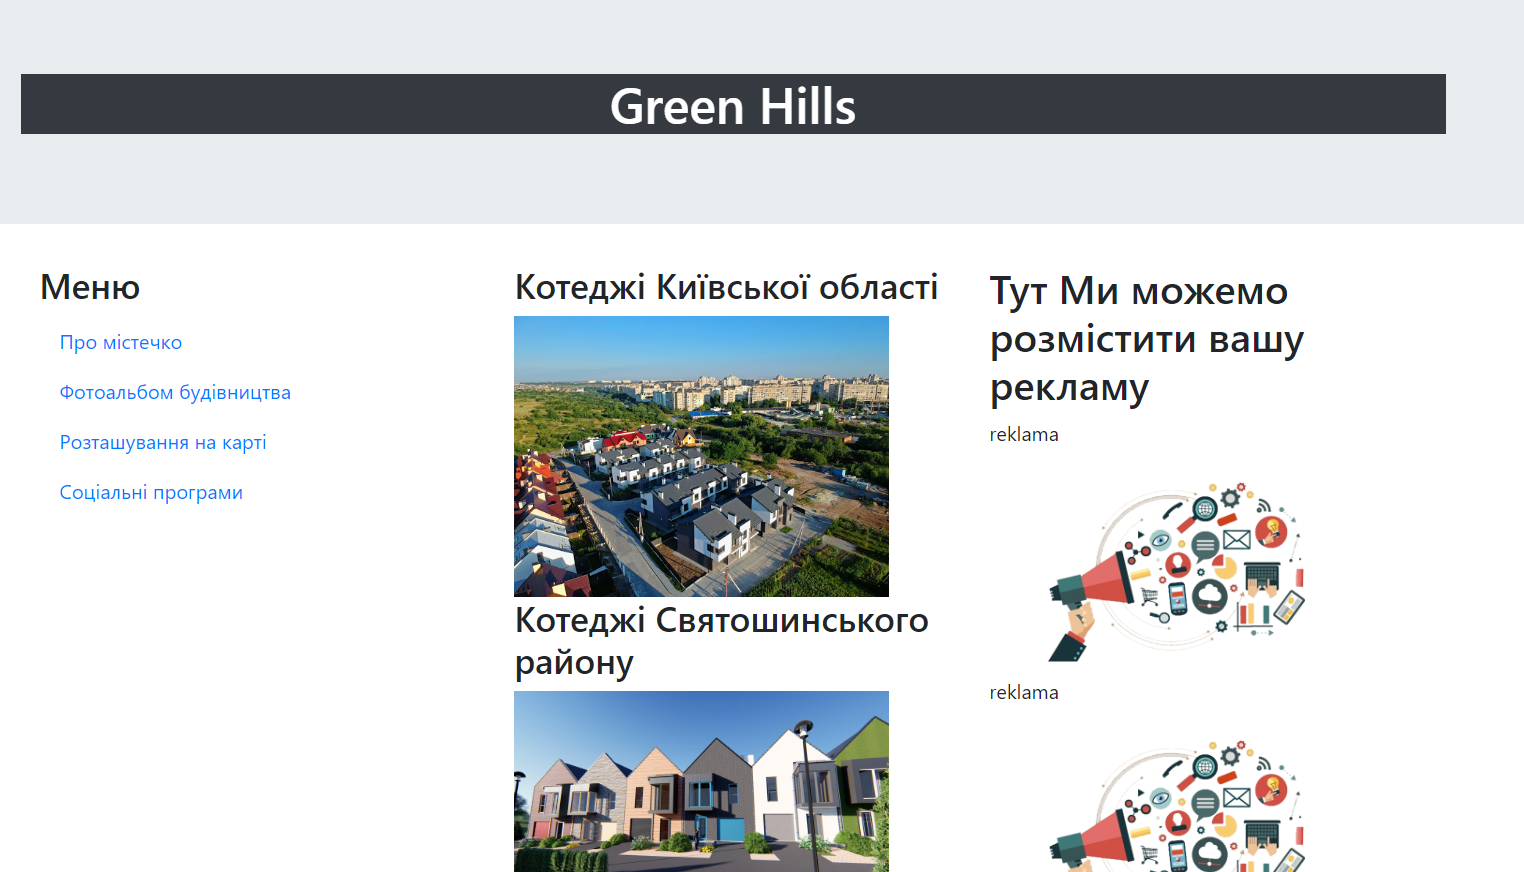 Green Hills
Меню
Про містечко
Фотоальбом будівництва
Розташування на карті
Соціальні програми
Котеджі Київської області
Котеджі Святошинського
району
Тут Ми можемо
розмістити вашу
рекламу
reklama
reklama